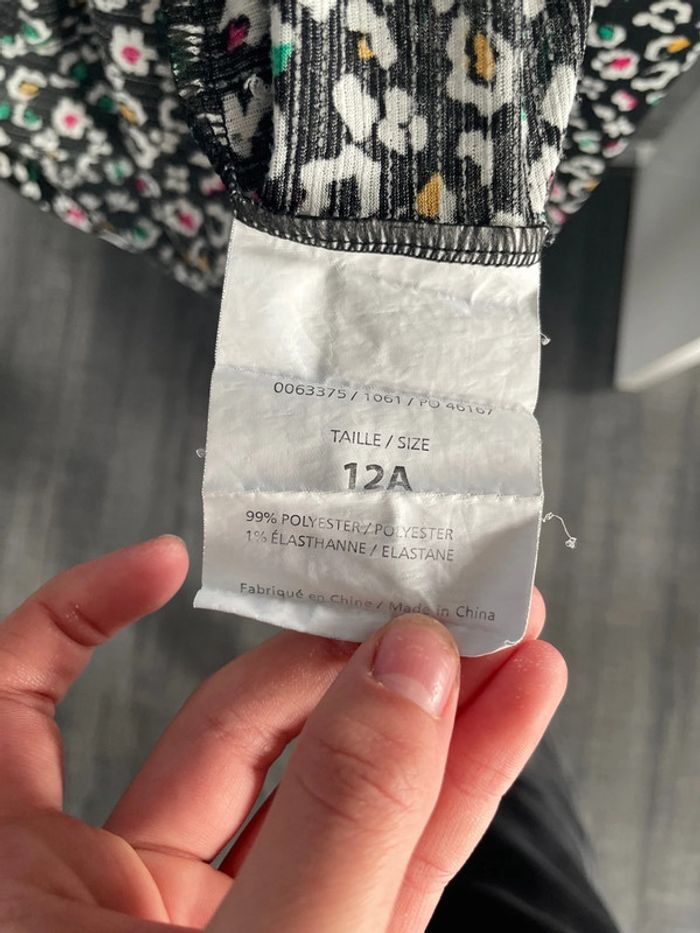 0063375 / 1061 / PO 46167
TAILLE / SIZE
12A
99% POLYESTER / POLYESTER
1% ÉLASTHANNE / ELASTANE
Fabriqué en Chine / Made in China